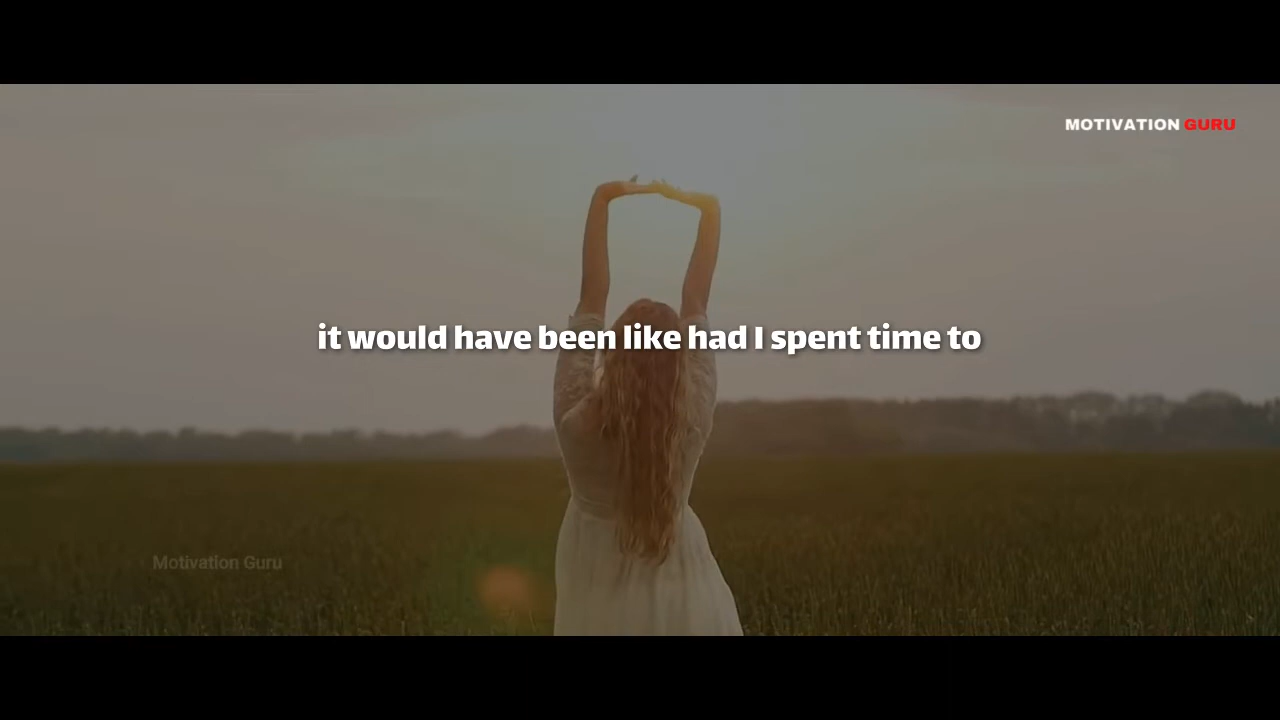 MOTIVATION GURU
it would have been like had I spent time to
Motivation Guru